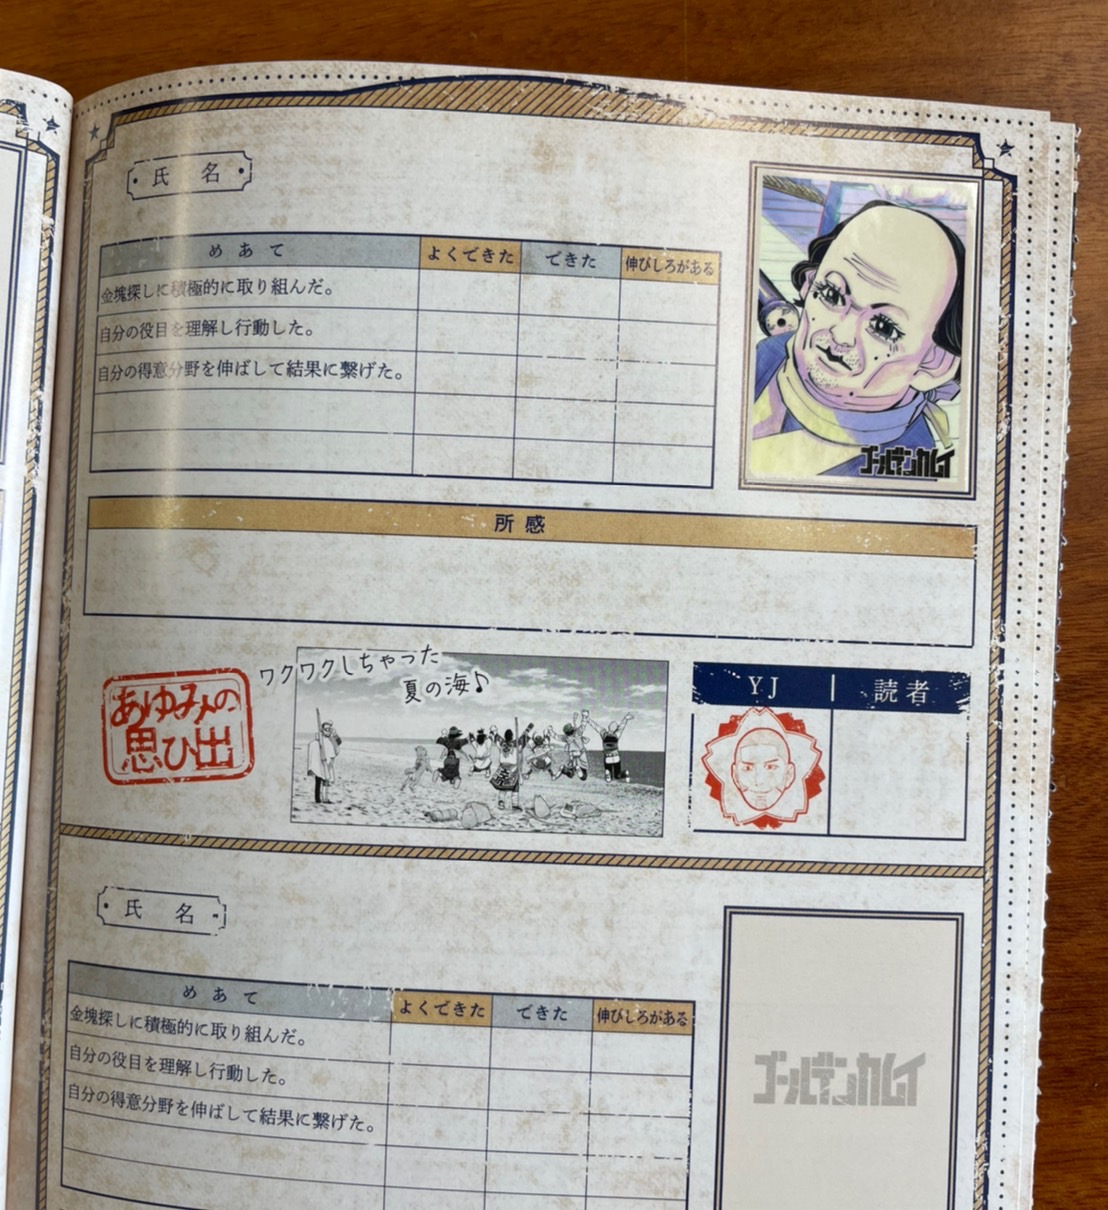 氏 名
めあて よくできた できた 伸びしろがある
金塊探しに積極的に取り組んだ。
自分の役目を理解し行動した。
自分の得意分野を伸ばして結果に繋げた。
ゴールデンカムイ
所感
あゆみの
思ひ出
ワクワクしちゃった
夏の海♪
YJ 読者
氏 名
めあて よくできた できた 伸びしろがある
金塊探しに積極的に取り組んだ。
自分の役目を理解し行動した。
自分の得意分野を伸ばして結果に繋げた。
ゴールデンカムイ